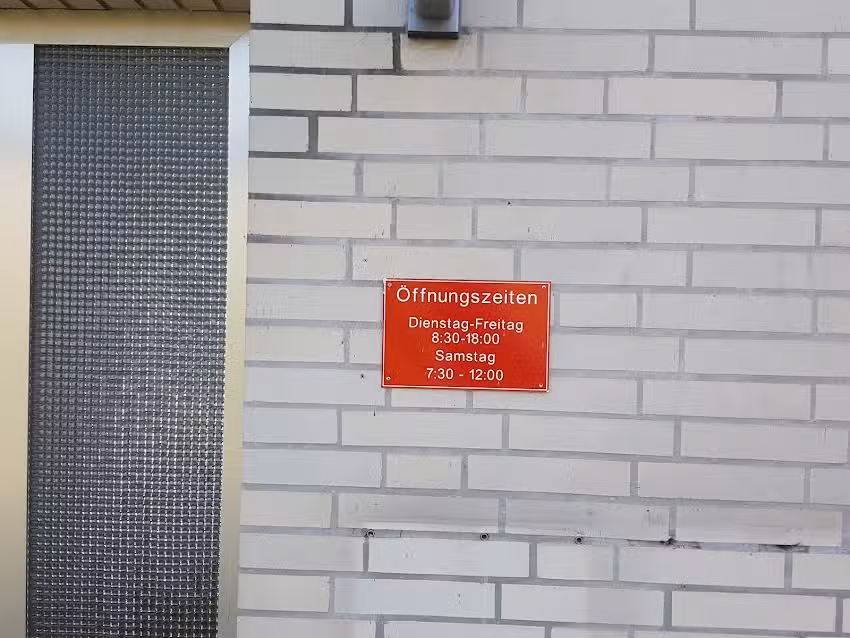 Öffnungszeiten
Dienstag-Freitag
8:30-18:00
Samstag
7:30 - 12:00